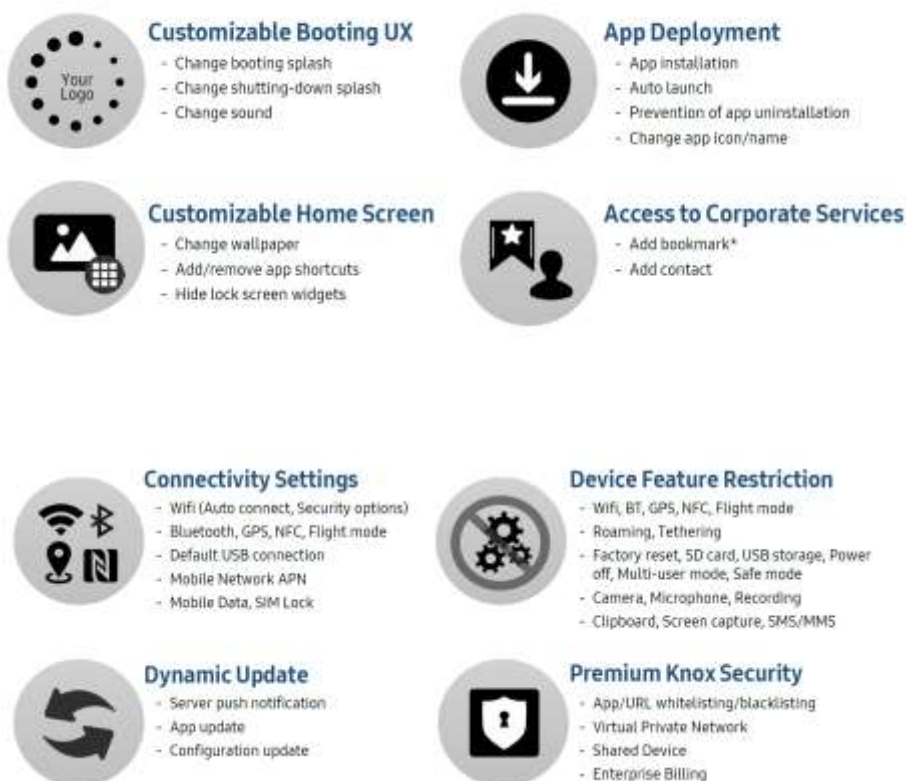 Your
Logo
Customizable Booting UX
- Change booting splash
- Change shutting-down splash
- Change sound
App Deployment
- App installation
- Auto launch
- Prevention of app uninstallation
- Change app icon/name
Customizable Home Screen
- Change wallpaper
- Add/remove app shortcuts
- Hide lock screen widgets
Access to Corporate Services
- Add bookmark*
- Add contact
Connectivity Settings
- Wifi (Auto connect, Security options)
- Bluetooth, GPS, NFC, Flight mode
- Default USB connection
- Mobile Network APN
- Mobile Data, SIM Lock
Device Feature Restriction
- Wifi, BT, GPS, NFC, Flight mode
- Roaming, Tethering
- Factory reset, SD card, USB storage, Power
off, Multi-user mode, Safe mode
- Camera, Microphone, Recording
- Clipboard, Screen capture, SMS/MMS
Dynamic Update
- Server push notification
- App update
- Configuration update
Premium Knox Security
- App/URL whitelisting/blacklisting
- Virtual Private Network
- Shared Device
- Enterprise Billing